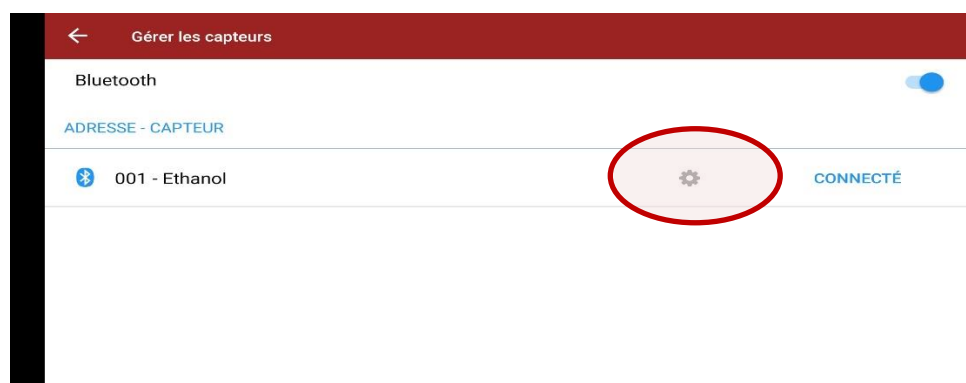 Gérer les capteurs
Bluetooth
ADRESSE - CAPTEUR
001 - Ethanol CONNECTÉ